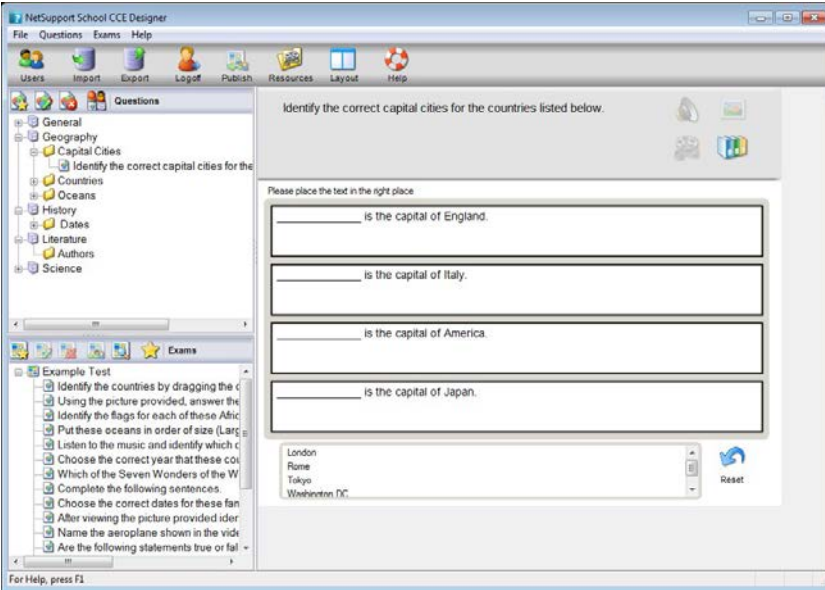 NetSupport School CCE Designer
File Questions Exams Help
Users Import Export Logoff Publish Resources Layout Help
Questions
General
Geography
Capital Cities
Identify the correct capital cities for the
Countries
Oceans
History
Dates
Literature
Authors
Science
Exams
Example Test
Identify the countries by dragging the
Using the picture provided, answer the
Identify the flags for each of these
Put these oceans in order of size
Listen to the music and identify which
Choose the correct year that these
Which of the Seven Wonders of the
Complete the following sentences.
Choose the correct dates for these
After viewing the picture provided
Name the aeroplane shown in the
Are the following statements true or
Identify the correct capital cities for the countries listed below.
Please place the text in the right place
______________ is the capital of England.
______________ is the capital of Italy.
______________ is the capital of America.
______________ is the capital of Japan.
London
Rome
Tokyo
Washington DC
Reset
For Help, press F1